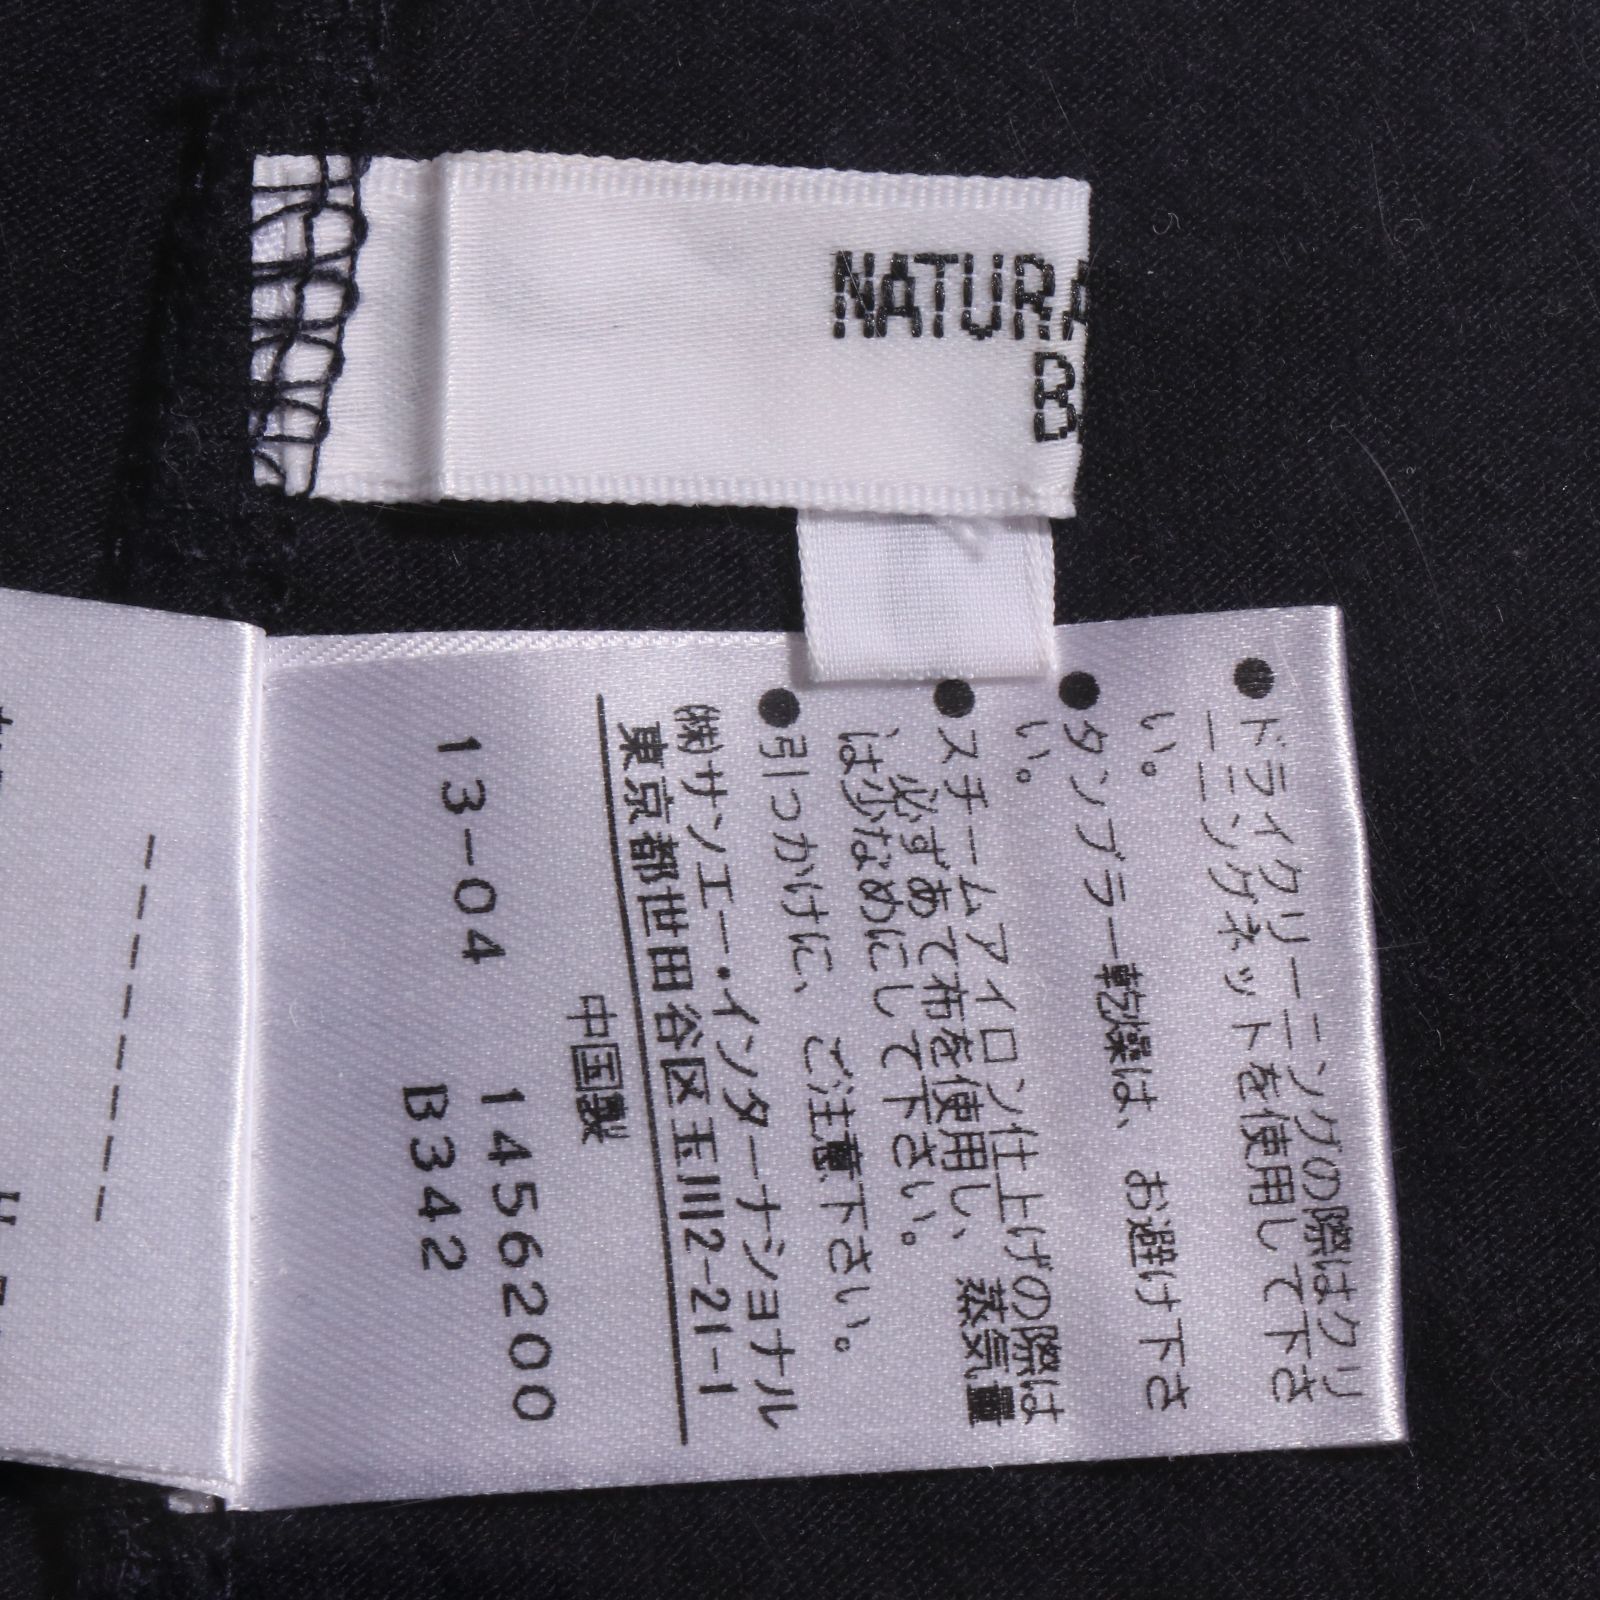 NATURA
B
●ドライクリーニングの際はクリ
ーニングネットを使用して下さ
い。
●タンブラー乾燥は、お避け下さ
い。
●スチームアイロン仕上げの際は
必ずあて布を使用し、蒸気量
は少なめにして下さい。
●引っかけに、ご注意下さい。
㈱サンエー・インターナショナル
東京都世田谷区玉川2-21-1
中国製
13-04 1456200
B342